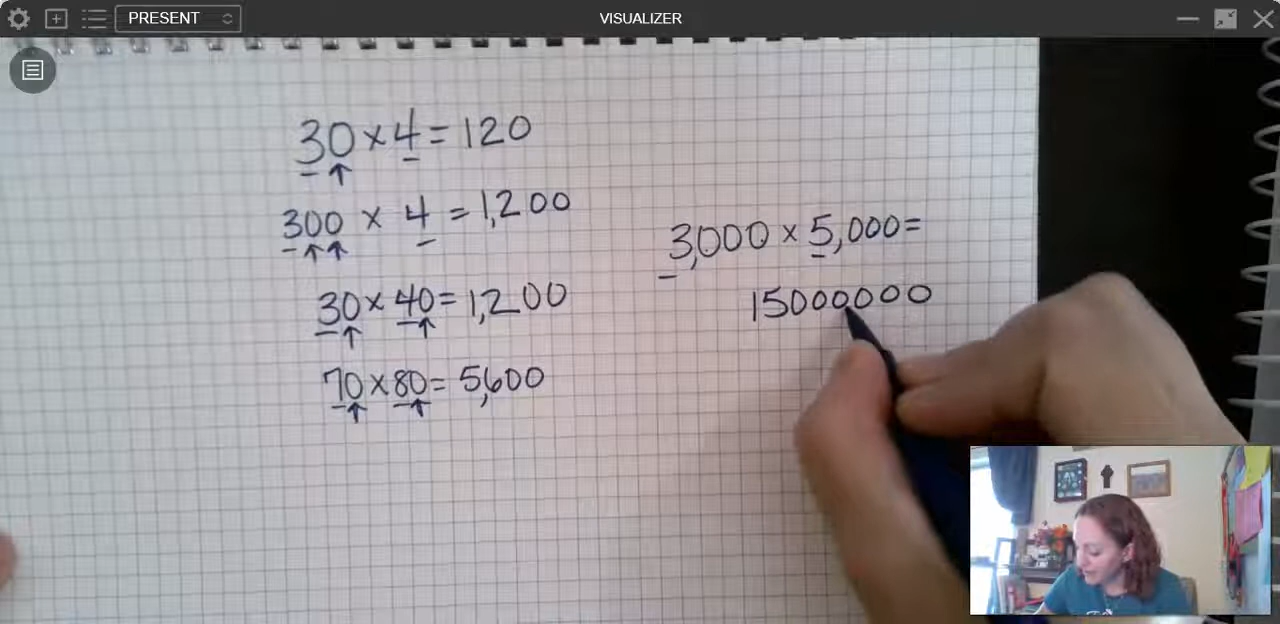 PRESENT
VISUALIZER
30 × 4 = 120
300 × 4 = 1,200
30 × 40 = 1,200
70 × 80 = 5,600
3,000 × 5,000 =
15000000